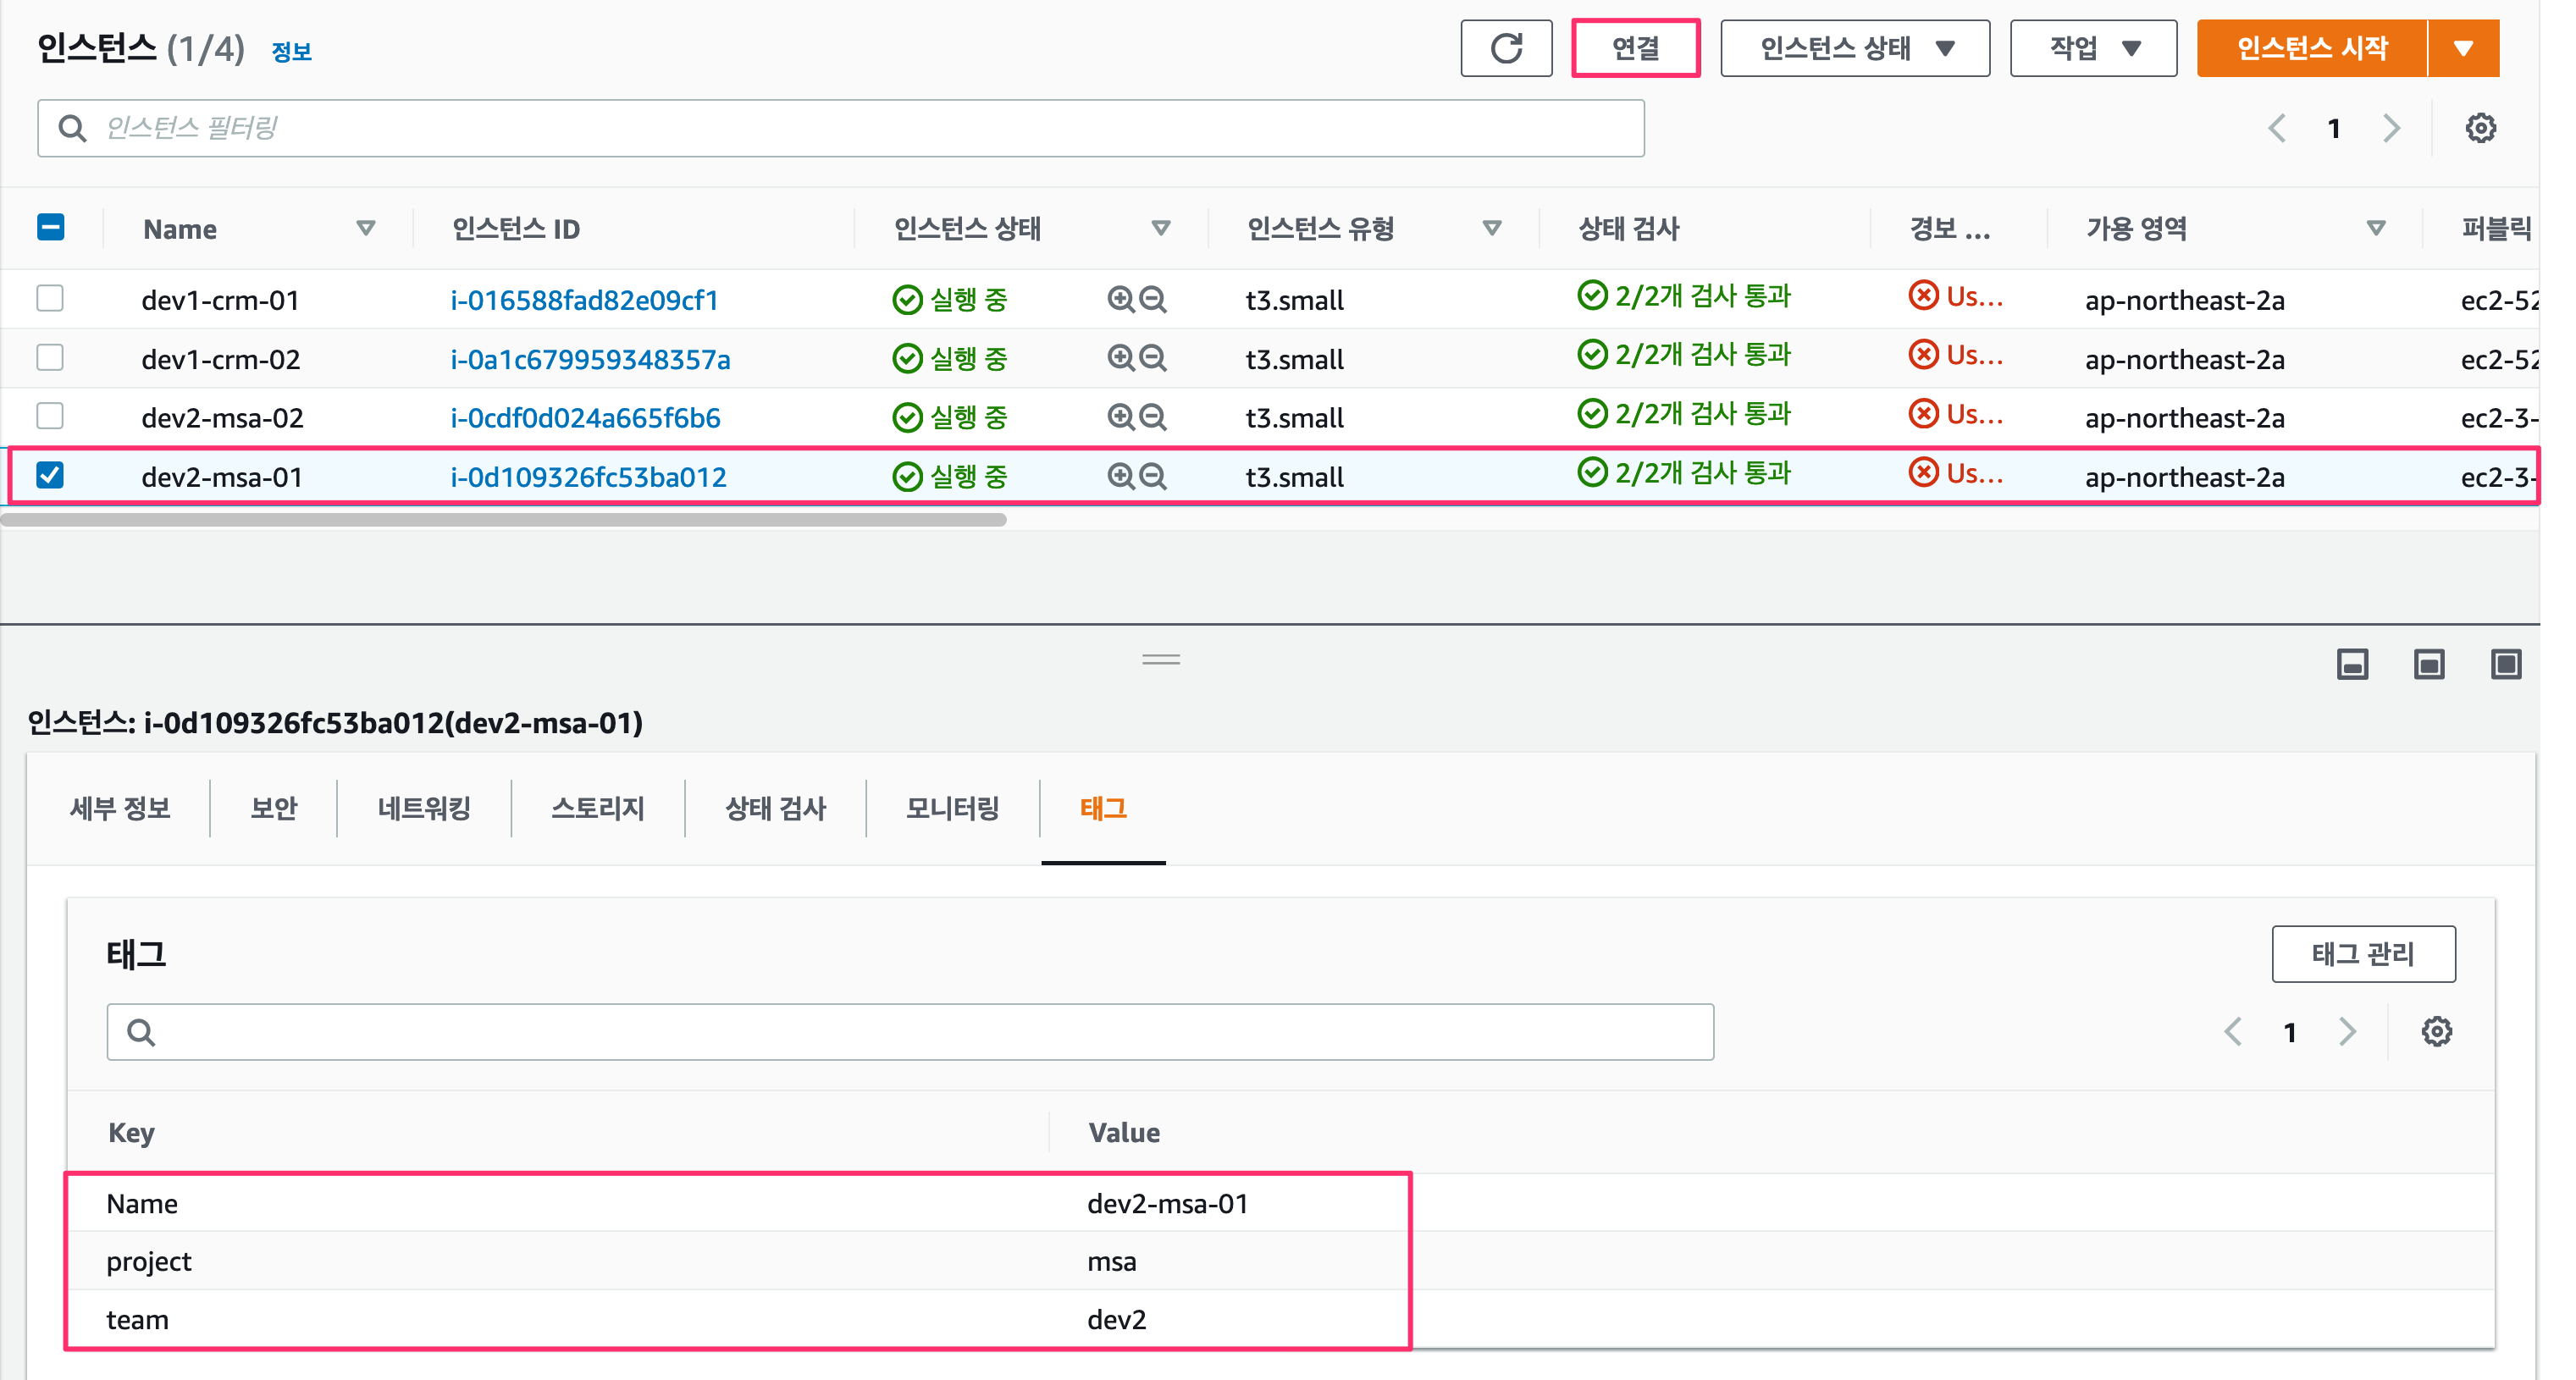 인스턴스 (1/4) 정보 연결 인스턴스 상태 작업 인스턴스 시작
인스턴스 필터링 1
Name 인스턴스 ID 인스턴스 상태 인스턴스 유형 상태 검사 경보 ... 가용 영역 퍼블릭
dev1-crm-01 i-016588fad82e09cf1 실행 중 t3.small 2/2개 검사 통과 Us... ap-northeast-2a ec2-52
dev1-crm-02 i-0a1c679959348357a 실행 중 t3.small 2/2개 검사 통과 Us... ap-northeast-2a ec2-52
dev2-msa-02 i-0cdf0d024a665f6b6 실행 중 t3.small 2/2개 검사 통과 Us... ap-northeast-2a ec2-3-
dev2-msa-01 i-0d109326fc53ba012 실행 중 t3.small 2/2개 검사 통과 Us... ap-northeast-2a ec2-3-
인스턴스: i-0d109326fc53ba012(dev2-msa-01)
세부 정보 보안 네트워킹 스토리지 상태 검사 모니터링 태그
태그 태그 관리
1
Key Value
Name dev2-msa-01
project msa
team dev2